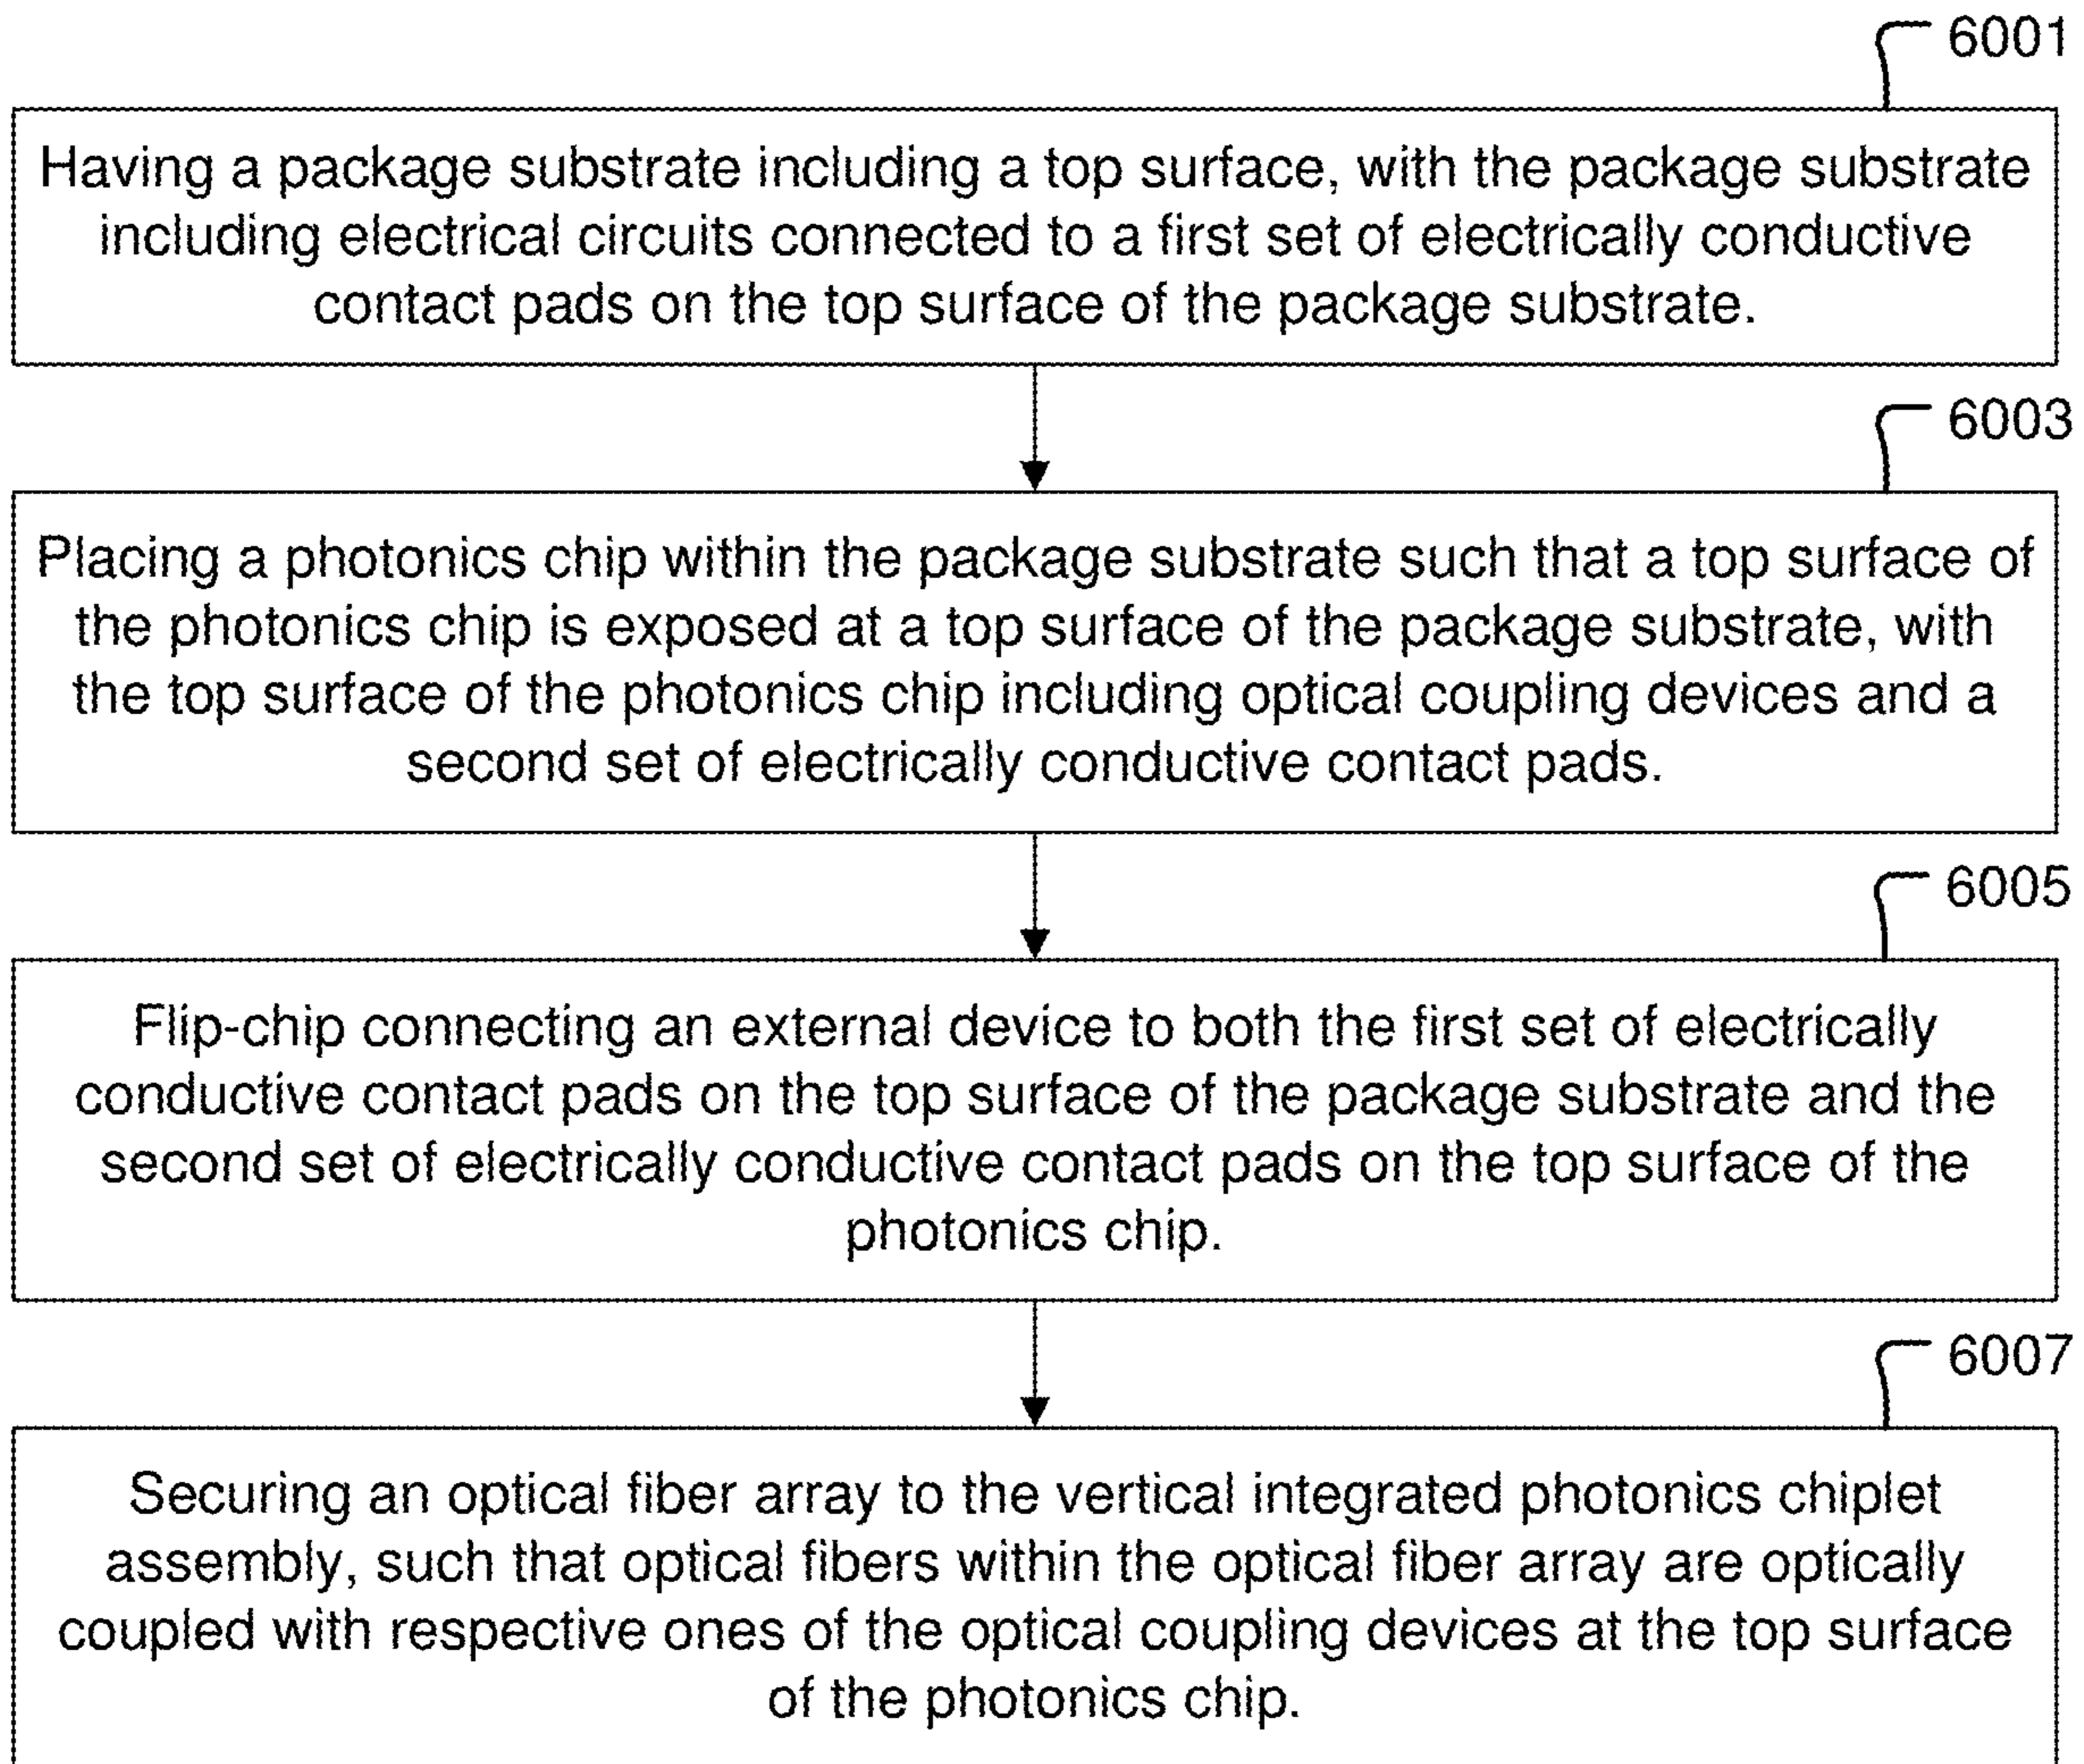 6001
Having a package substrate including a top surface, with the package substrate
including electrical circuits connected to a first set of electrically conductive
contact pads on the top surface of the package substrate.
6003
Placing a photonics chip within the package substrate such that a top surface of
the photonics chip is exposed at a top surface of the package substrate, with
the top surface of the photonics chip including optical coupling devices and a
second set of electrically conductive contact pads.
6005
Flip-chip connecting an external device to both the first set of electrically
conductive contact pads on the top surface of the package substrate and the
second set of electrically conductive contact pads on the top surface of the
photonics chip.
6007
Securing an optical fiber array to the vertical integrated photonics chiplet
assembly, such that optical fibers within the optical fiber array are optically
coupled with respective ones of the optical coupling devices at the top surface
of the photonics chip.